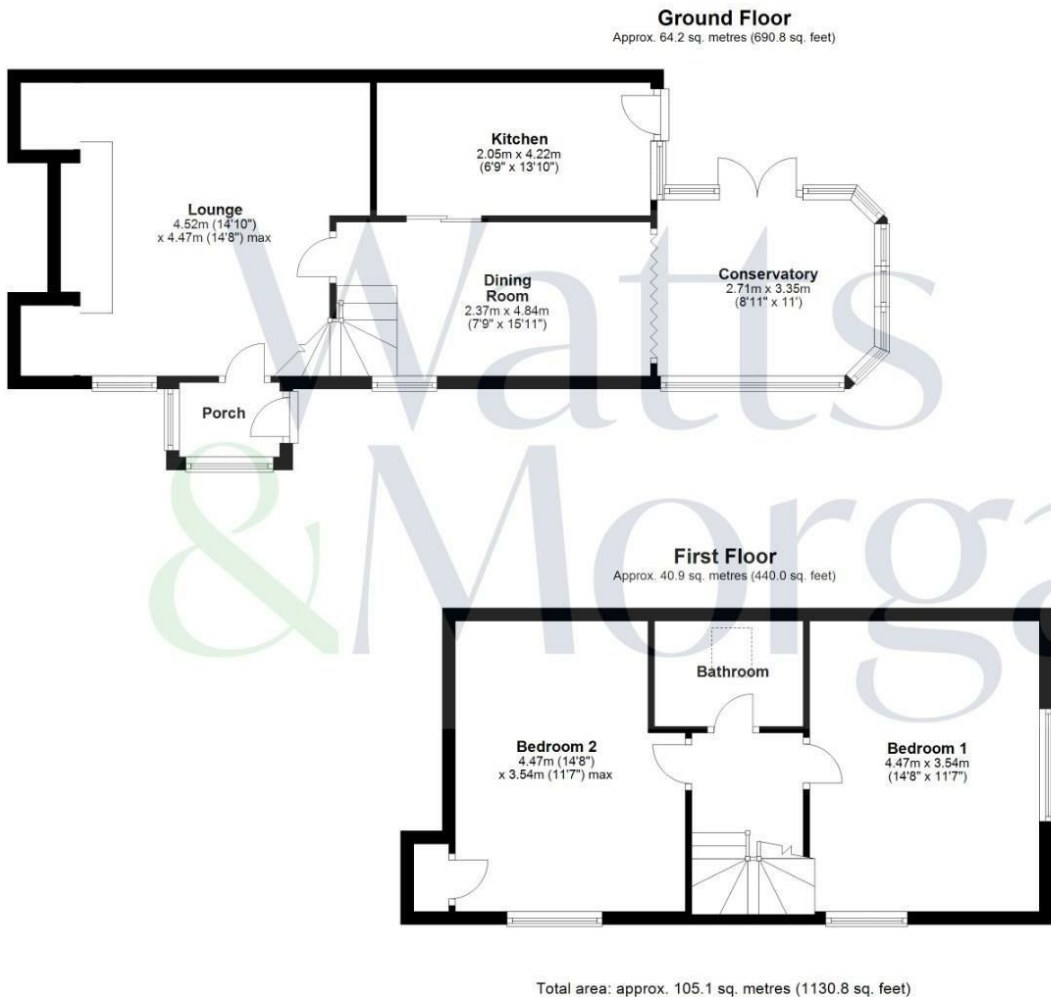 Ground Floor
Approx. 64.2 sq. metres (690.8 sq. feet)
Kitchen
2.05m x 4.22m
(6'9" x 13'10")
Lounge
4.52m (14'10")
x 4.47m (14'8") max
Dining
Room
2.37m x 4.84m
(7'9" x 15'11")
Conservatory
2.71m x 3.35m
(8'11" x 11')
Porch
Watts
&Morga
First Floor
Approx. 40.9 sq. metres (440.0 sq. feet)
Bathroom
Bedroom 2
4.47m (14'8")
x 3.54m (11'7") max
Bedroom 1
4.47m x 3.54m
(14'8" x 11'7")
Total area: approx. 105.1 sq. metres (1130.8 sq. feet)